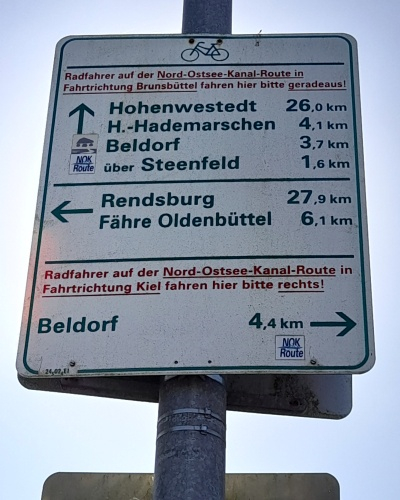 Radfahrer auf der Nord-Ostsee-Kanal-Route in
Fahrtrichtung Brunsbüttel fahren hier bitte geradeaus!
Hohenwestedt 26,0 km
H.-Hademarschen 4,1 km
Beldorf 3,7 km
NOK Route über Steenfeld 1,6 km
Rendsburg 27,9 km
Fähre Oldenbüttel 6,1 km
Radfahrer auf der Nord-Ostsee-Kanal-Route in
Fahrtrichtung Kiel fahren hier bitte rechts!
Beldorf 4,4 km
NOK
Route